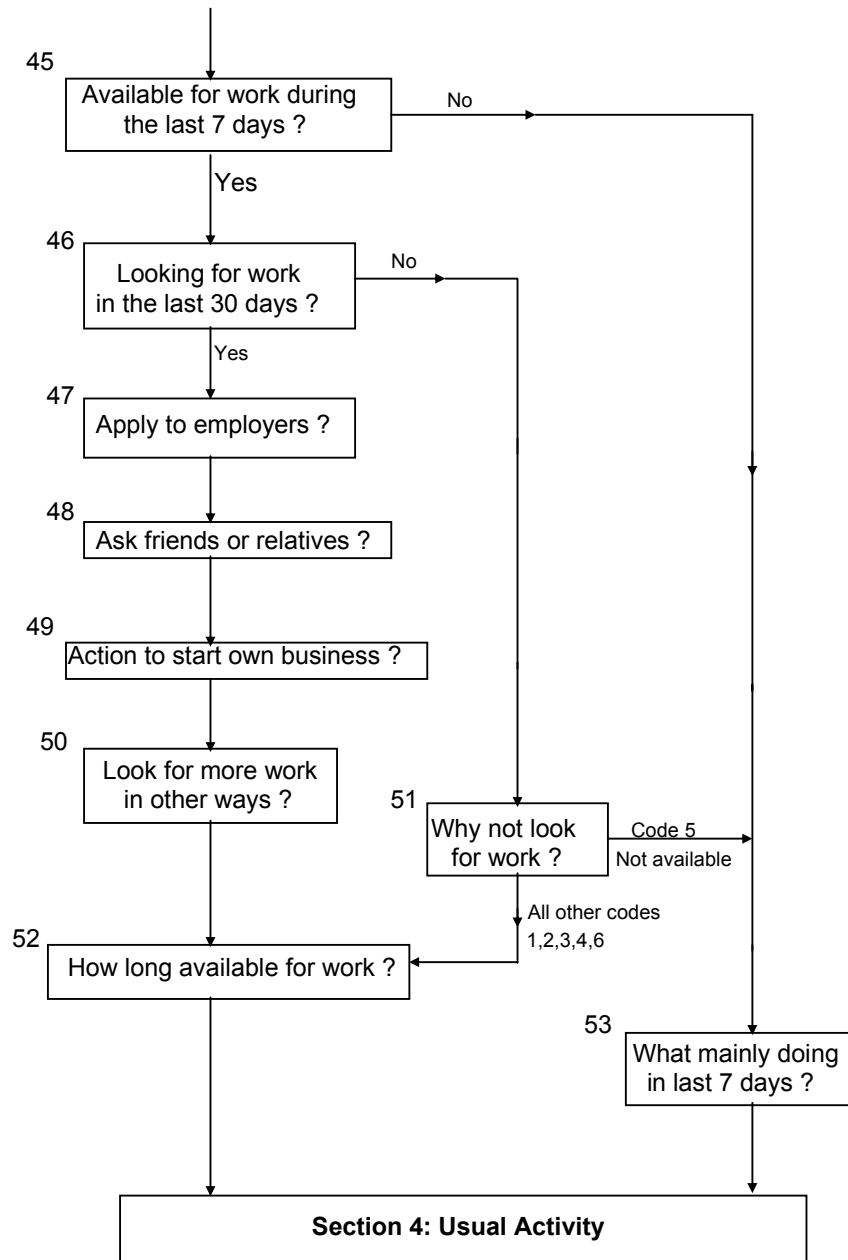 45
Available for work during
the last 7 days ?
No
Yes
46
Looking for work
in the last 30 days ?
No
Yes
47
Apply to employers ?
48
Ask friends or relatives ?
49
Action to start own business ?
50
Look for more work
in other ways ?
51
Why not look
for work ?
Code 5
Not available
All other codes
1,2,3,4,6
52
How long available for work ?
53
What mainly doing
in last 7 days ?
Section 4: Usual Activity